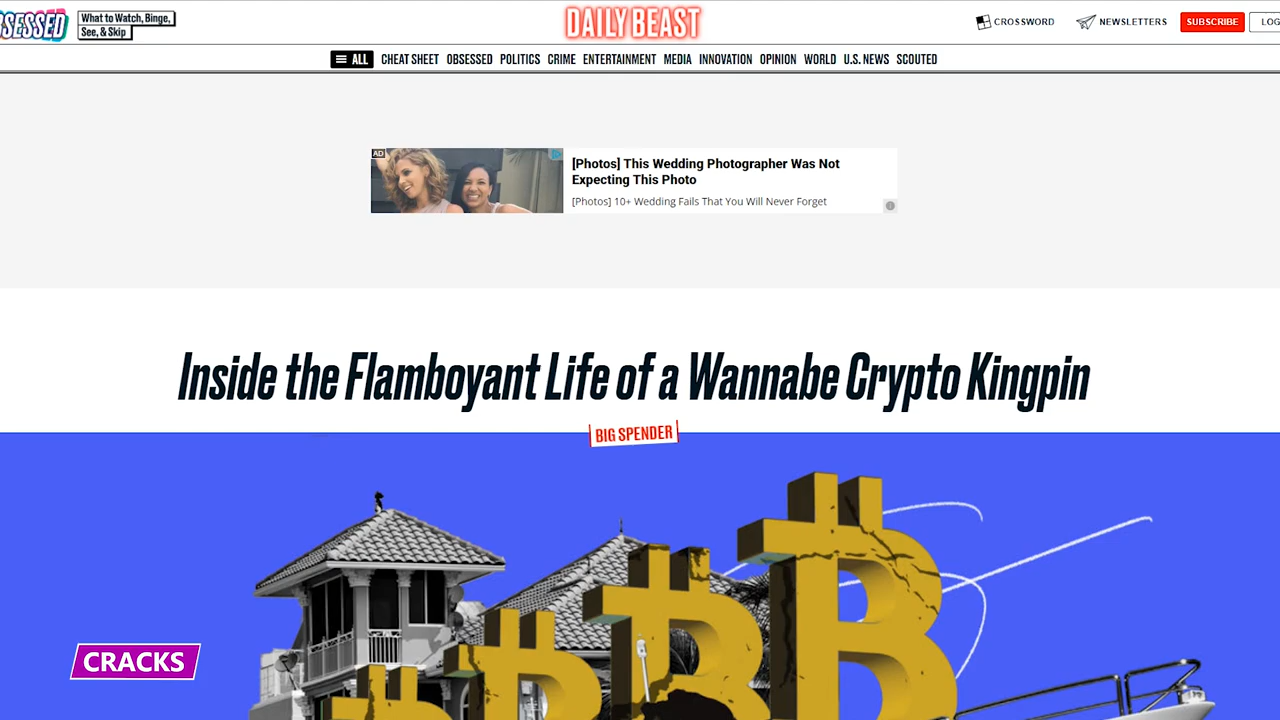 SESSED
What to Watch, Binge,
See, & Skip
DAILY BEAST
CROSSWORD
NEWSLETTERS
SUBSCRIBE
LOG
ALL
CHEAT SHEET
OBSESSED
POLITICS
CRIME
ENTERTAINMENT
MEDIA
INNOVATION
OPINION
WORLD
U.S. NEWS
SCOUTED
AD
[Photos] This Wedding Photographer Was Not
Expecting This Photo
[Photos] 10+ Wedding Fails That You Will Never Forget
Inside the Flamboyant Life of a Wannabe Crypto Kingpin
BIG SPENDER
CRACKS